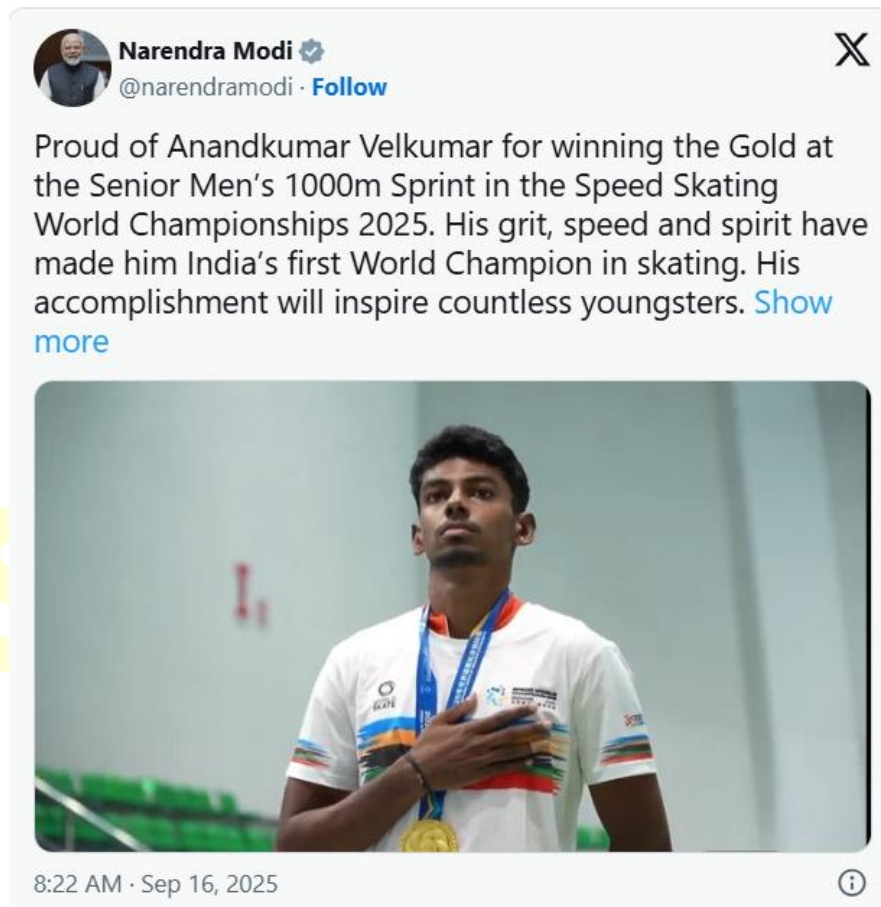 Narendra Modi
@narendramodi · Follow
Proud of Anandkumar Velkumar for winning the Gold at
the Senior Men’s 1000m Sprint in the Speed Skating
World Championships 2025. His grit, speed and spirit have
made him India’s first World Champion in skating. His
accomplishment will inspire countless youngsters. Show
more
SKATE
8:22 AM · Sep 16, 2025